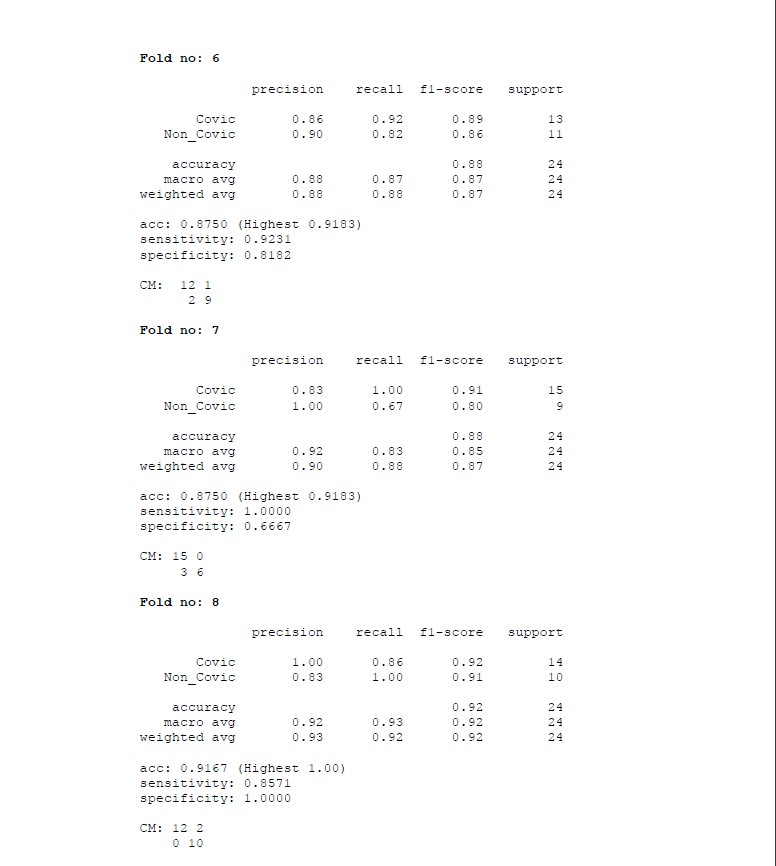 Fold no: 6
precision recall f1-score support
Covic 0.86 0.92 0.89 13
Non_Covic 0.90 0.82 0.86 11
accuracy 0.88 24
macro avg 0.88 0.87 0.87 24
weighted avg 0.88 0.88 0.87 24
acc: 0.8750 (Highest 0.9183)
sensitivity: 0.9231
specificity: 0.8182
CM: 12 1
2 9
Fold no: 7
precision recall f1-score support
Covic 0.83 1.00 0.91 15
Non_Covic 1.00 0.67 0.80 9
accuracy 0.88 24
macro avg 0.92 0.83 0.85 24
weighted avg 0.90 0.88 0.87 24
acc: 0.8750 (Highest 0.9183)
sensitivity: 1.0000
specificity: 0.6667
CM: 15 0
3 6
Fold no: 8
precision recall f1-score support
Covic 1.00 0.86 0.92 14
Non_Covic 0.83 1.00 0.91 10
accuracy 0.92 24
macro avg 0.92 0.93 0.92 24
weighted avg 0.93 0.92 0.92 24
acc: 0.9167 (Highest 1.00)
sensitivity: 0.8571
specificity: 1.0000
CM: 12 2
0 10